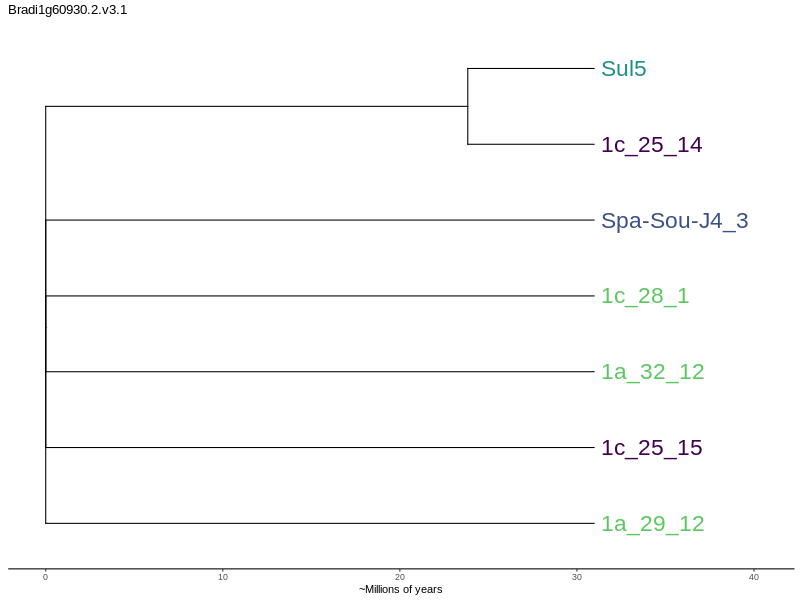 Bradi1g60930.2.v3.1
Sul5
1c_25_14
Spa-Sou-J4_3
1c_28_1
1a_32_12
1c_25_15
1a_29_12
0 10 20 30 40
~Millions of years